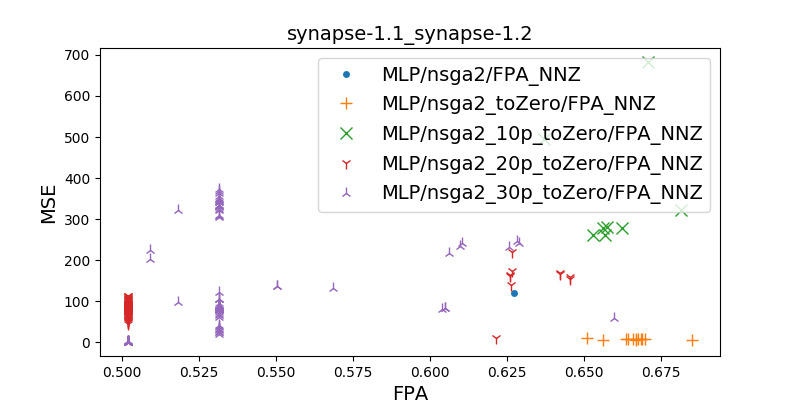 synapse-1.1_synapse-1.2
MSE
700
600
500
400
300
200
100
0
MLP/nsga2/FPA_NNZ
MLP/nsga2_toZero/FPA_NNZ
MLP/nsga2_10p_toZero/FPA_NNZ
MLP/nsga2_20p_toZero/FPA_NNZ
MLP/nsga2_30p_toZero/FPA_NNZ
0.500 0.525 0.550 0.575 0.600 0.625 0.650 0.675
FPA